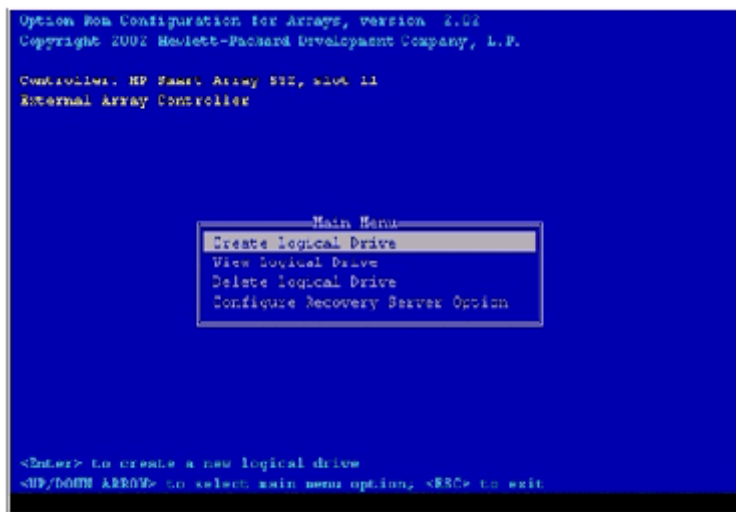 Option Rom Configuration for Arrays, version 2.02
Copyright 2002 Hewlett-Packard Development Company, L.P.
Controller: HP Smart Array, slot 11
External Array Controller
Main Menu
Create Logical Drive
View Logical Drive
Delete Logical Drive
Configure Recovery Server Option
<Enter> to create a new logical drive
<UP/DOWN ARROW> to select main menu option; <ESC> to exit